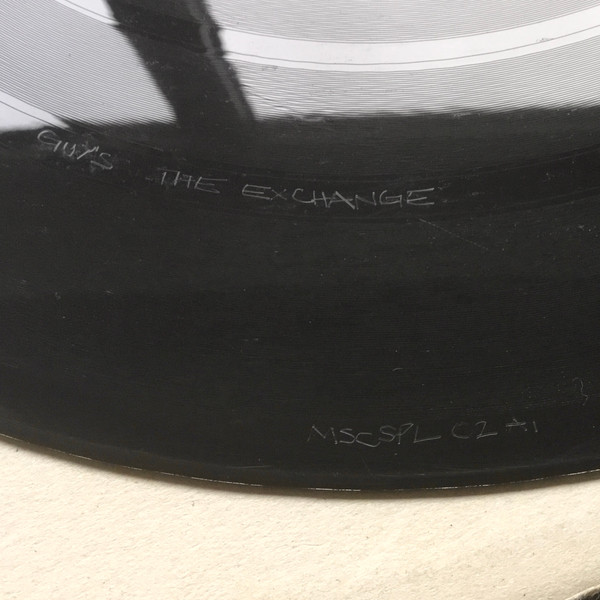 GUY'S THE EXCHANGE
MSCSPL C2 A1